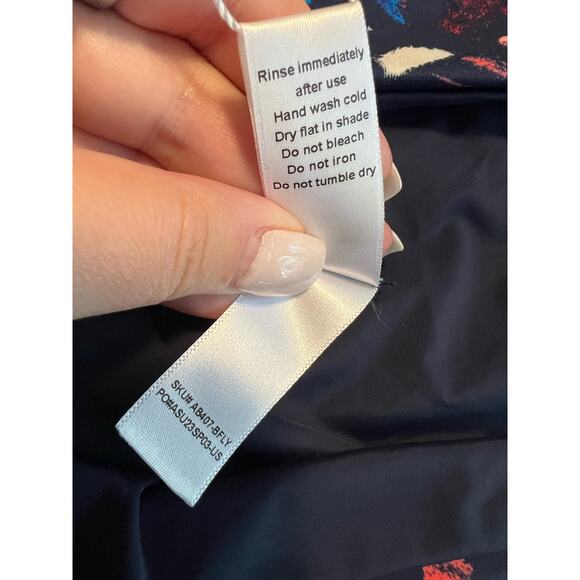 Rinse immediately
after use
Hand wash cold
Dry flat in shade
Do not bleach
Do not iron
Do not tumble dry
SKU# AB407-BFLY
PO#ASU23SP03-US